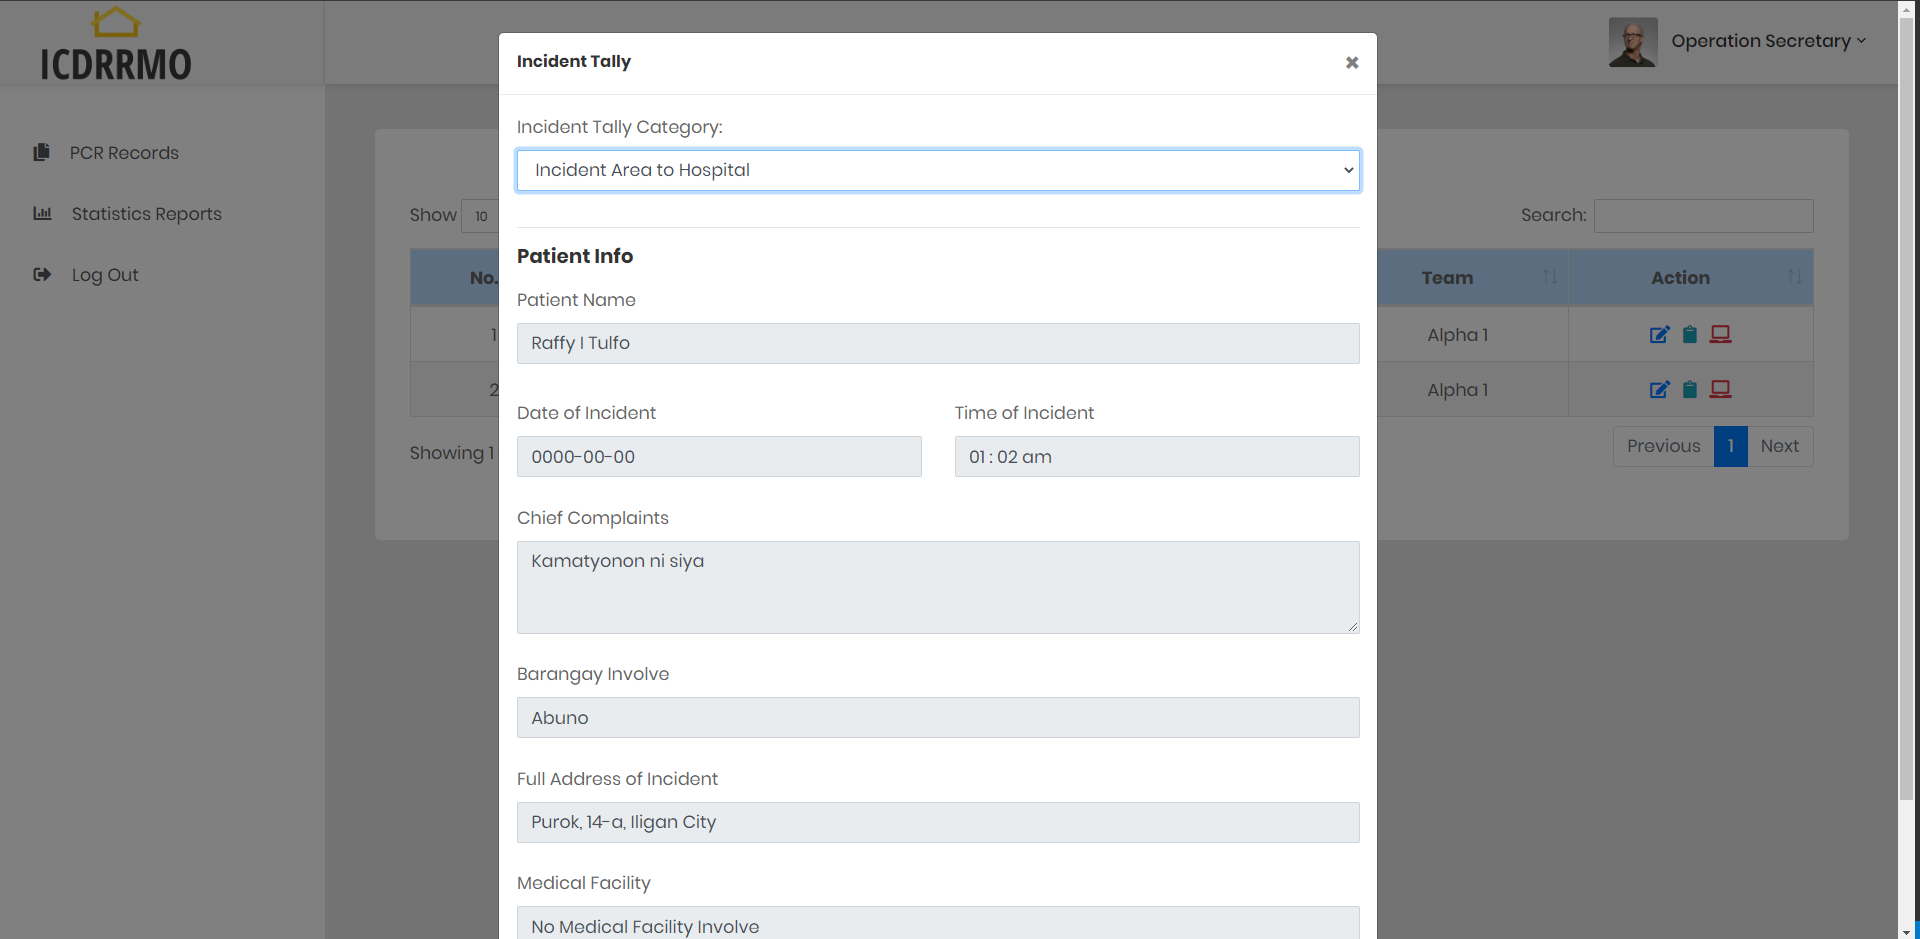 ICDRRMO
Operation Secretary
PCR Records
Statistics Reports
Log Out
Show 10
Search:
No.
Team
Action
1
Alpha 1
2
Alpha 1
Showing 1
Previous 1 Next
Incident Tally
Incident Tally Category:
Incident Area to Hospital
Patient Info
Patient Name
Raffy I Tulfo
Date of Incident
Time of Incident
0000-00-00
01 : 02 am
Chief Complaints
Kamatyonon ni siya
Barangay Involve
Abuno
Full Address of Incident
Purok, 14-a, Iligan City
Medical Facility
No Medical Facility Involve